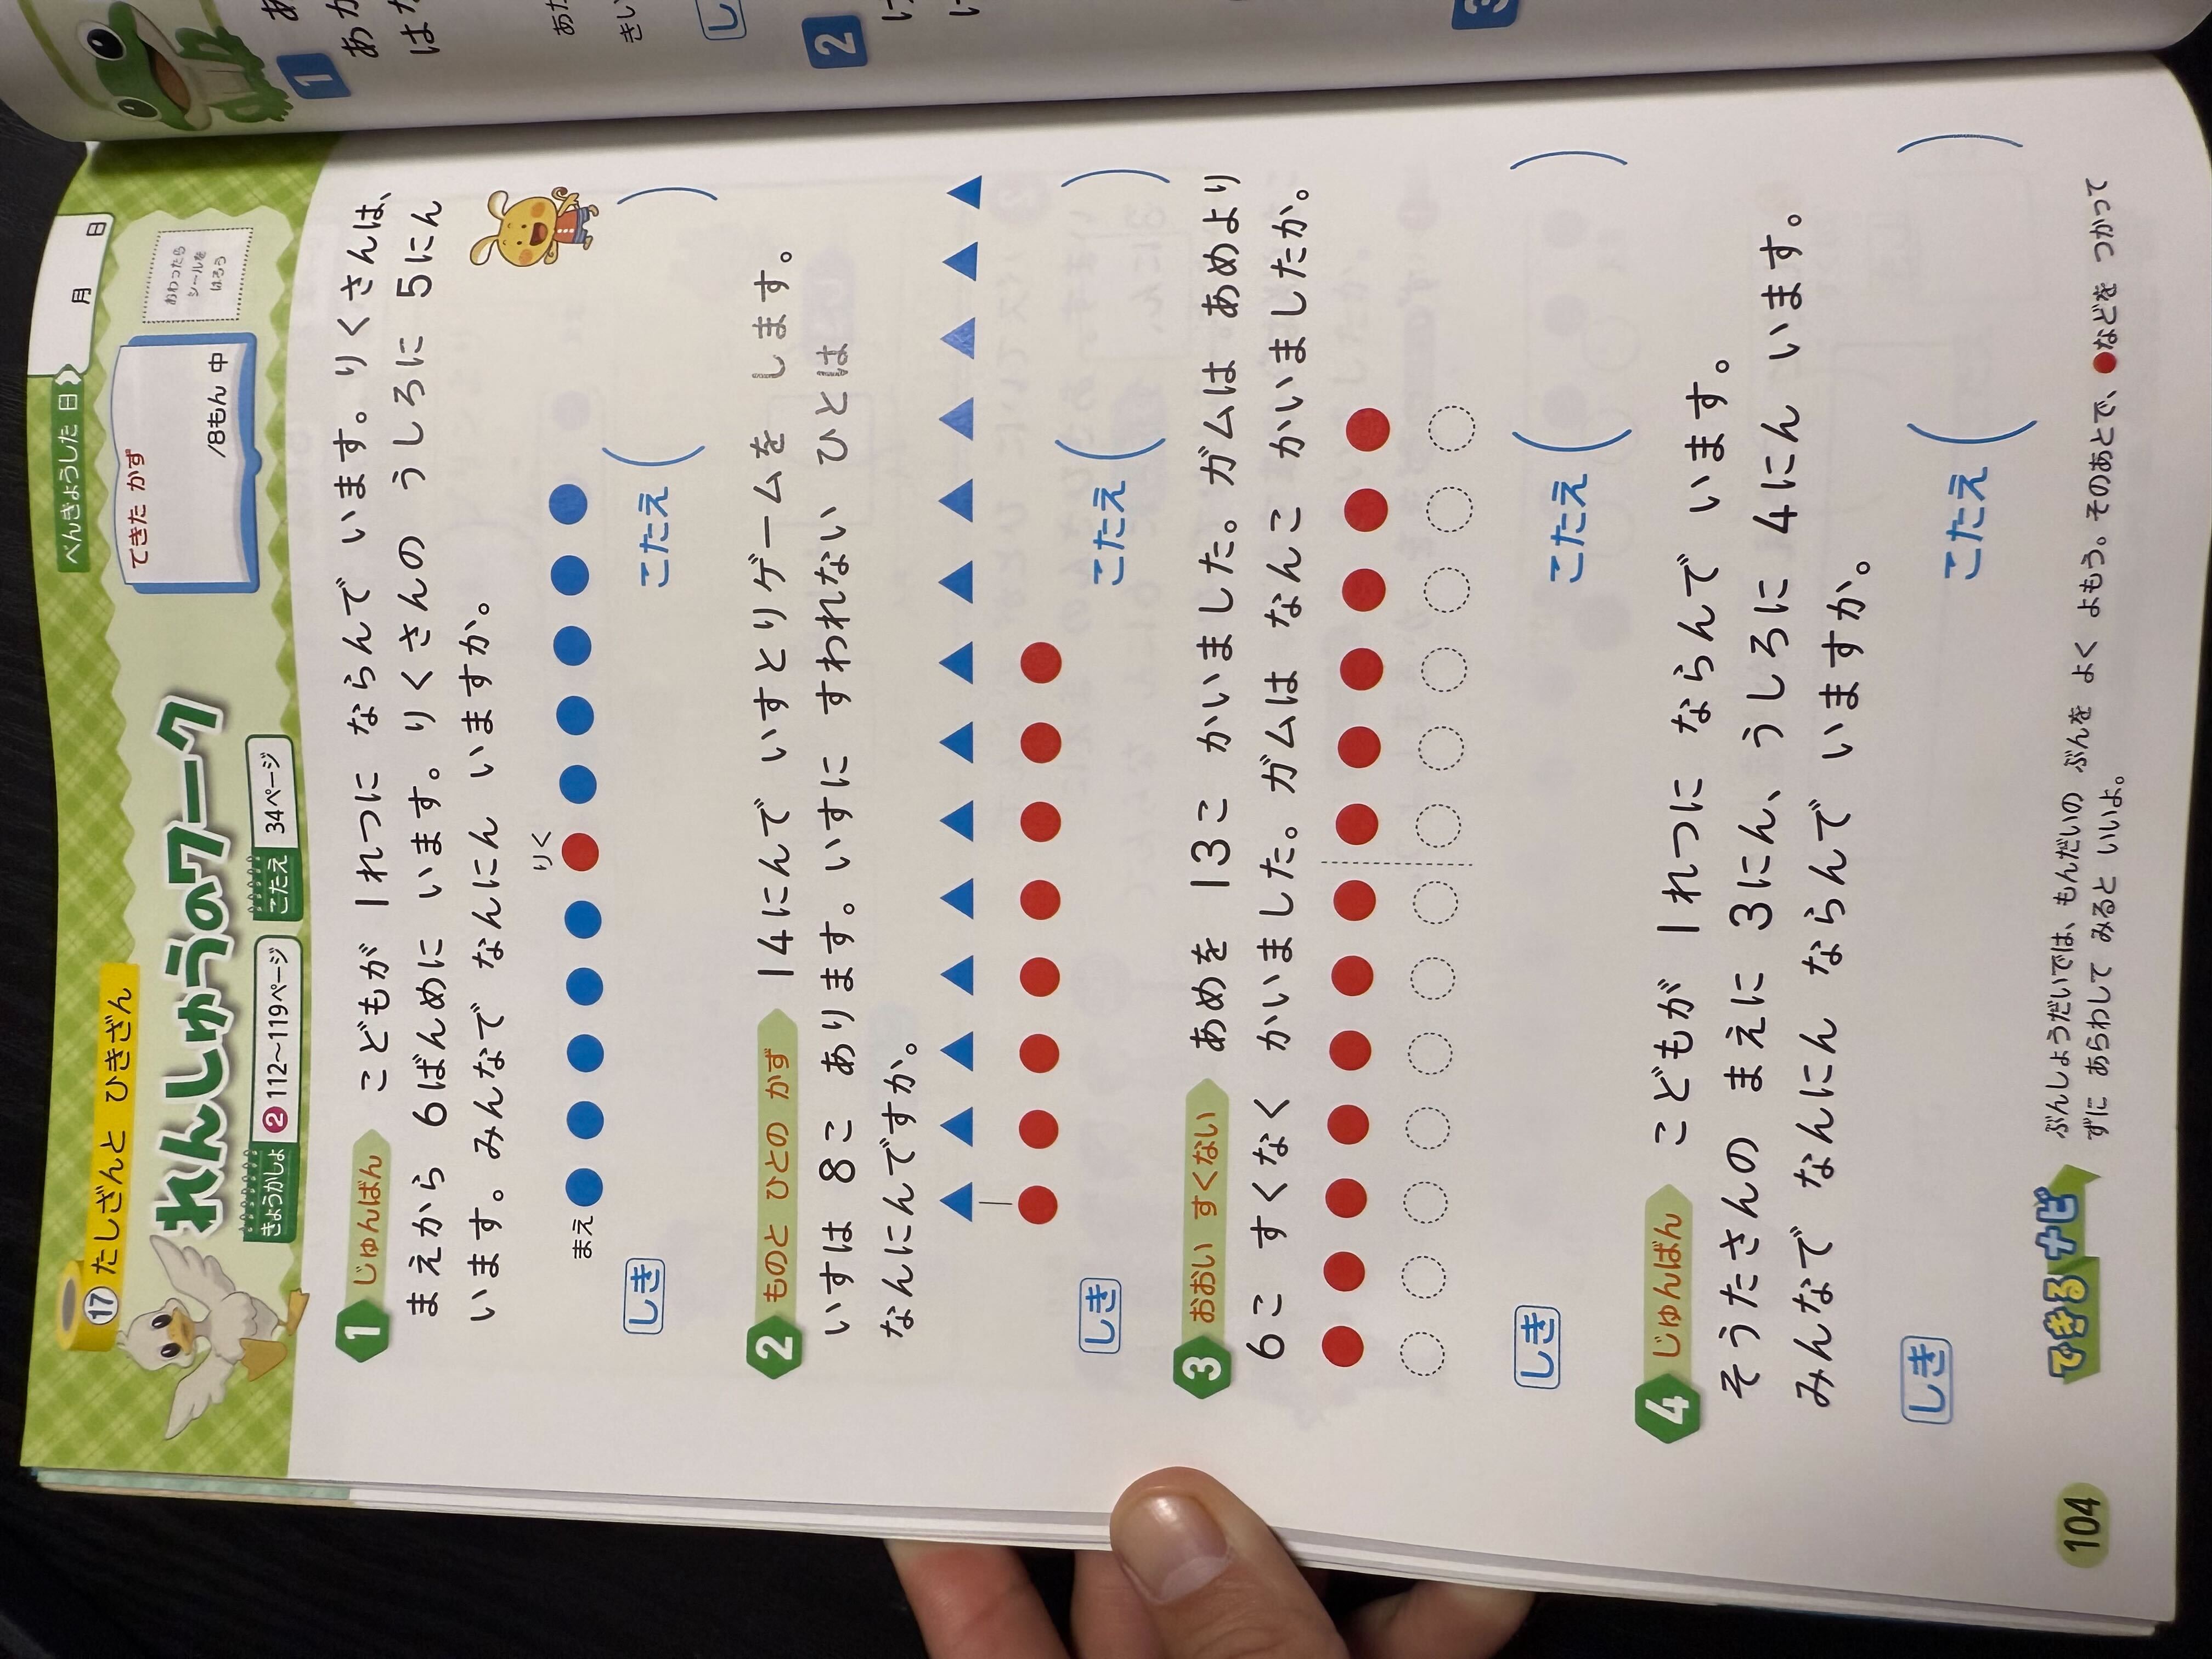 べんきょうした 日
月 日
⑰ たしざんと ひきざん
れんしゅうのワーク
できた かず
/8もん 中
おわったら
シールを
はろう
きょうかしょ ❷ 112〜119ページ
こたえ 34ページ
1 じゅんばん こどもが 1れつに ならんで います。りくさんは、
まえから 6ばんめに います。りくさんの うしろに 5にん
います。みんなで なんにん いますか。
りく
まえ
しき
こたえ ( )
2 ものと ひとの かず 14にんで いすとりゲームを します。
いすは 8こ あります。いすに すわれない ひとは
なんにんですか。
しき
こたえ ( )
3 おおい すくない あめを 13こ かいました。ガムは あめより
6こ すくなく かいました。ガムは なんこ かいましたか。
しき
こたえ ( )
4 じゅんばん こどもが 1れつに ならんで います。
そうたさんの まえに 3にん、うしろに 4にん います。
みんなで なんにん ならんで いますか。
しき
こたえ ( )
できるナビ
ぶんしょうだいでは、もんだいの ぶんを よく よもう。そのあとで、●などを つかって
ずに あらわして みると いいよ。
104
1
2
3